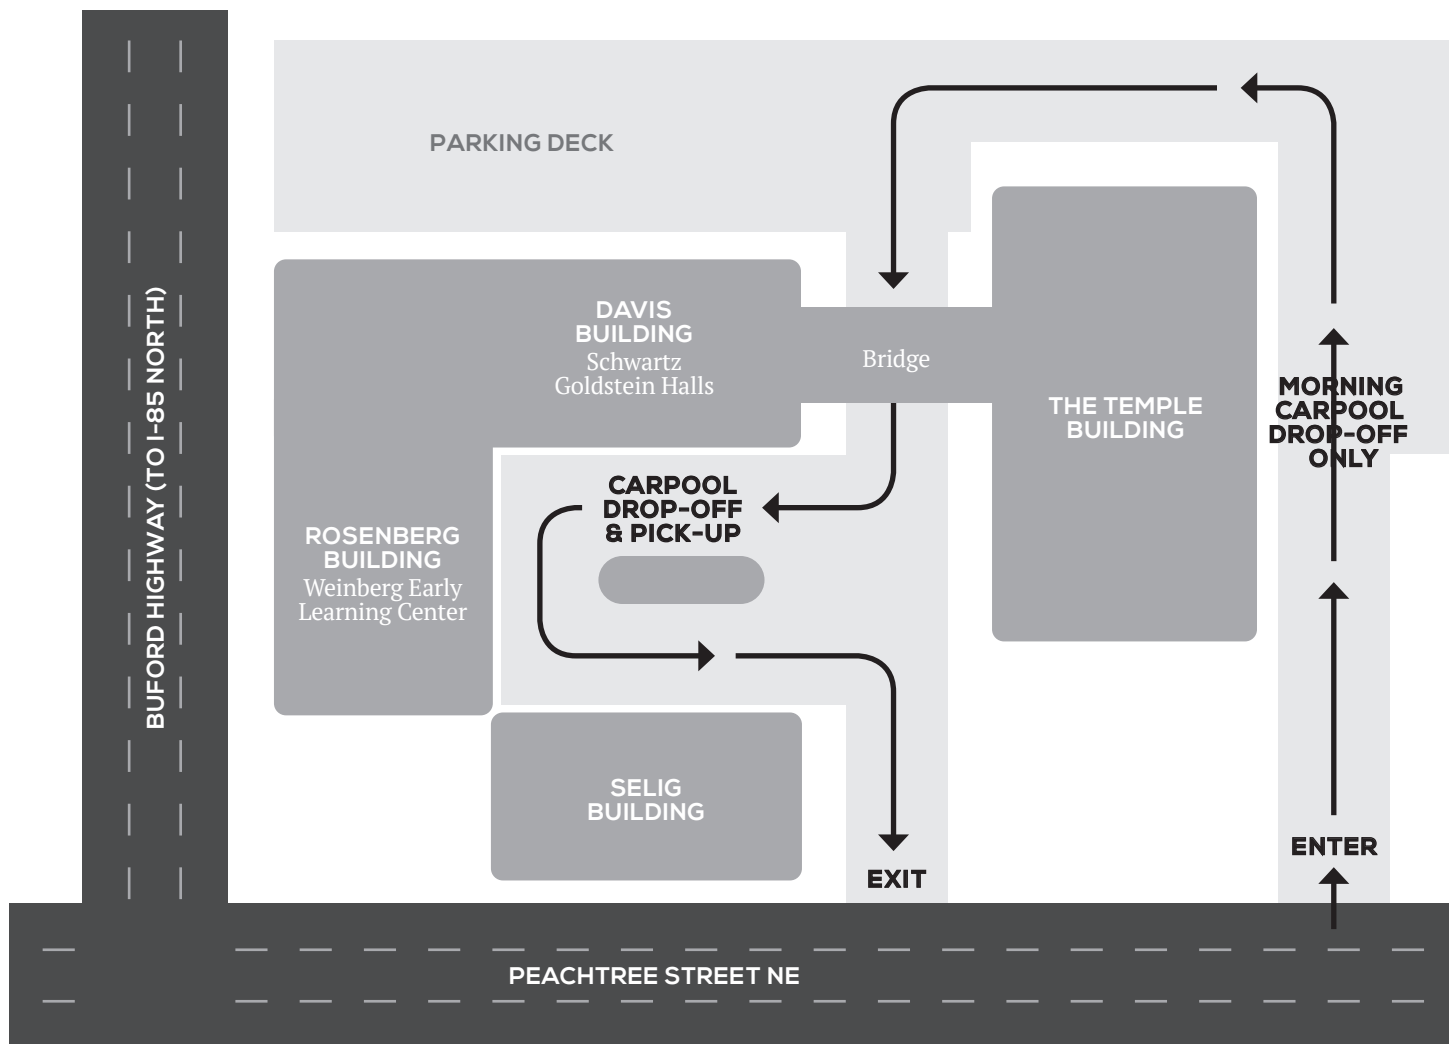 PARKING DECK
BUFORD HIGHWAY (TO I-85 NORTH)
DAVIS
BUILDING
Schwartz
Goldstein Halls
Bridge
THE TEMPLE
BUILDING
MORNING
CARPOOL
DROP-OFF
ONLY
CARPOOL
DROP-OFF
& PICK-UP
ROSENBERG
BUILDING
Weinberg Early
Learning Center
SELIG
BUILDING
EXIT
ENTER
PEACHTREE STREET NE